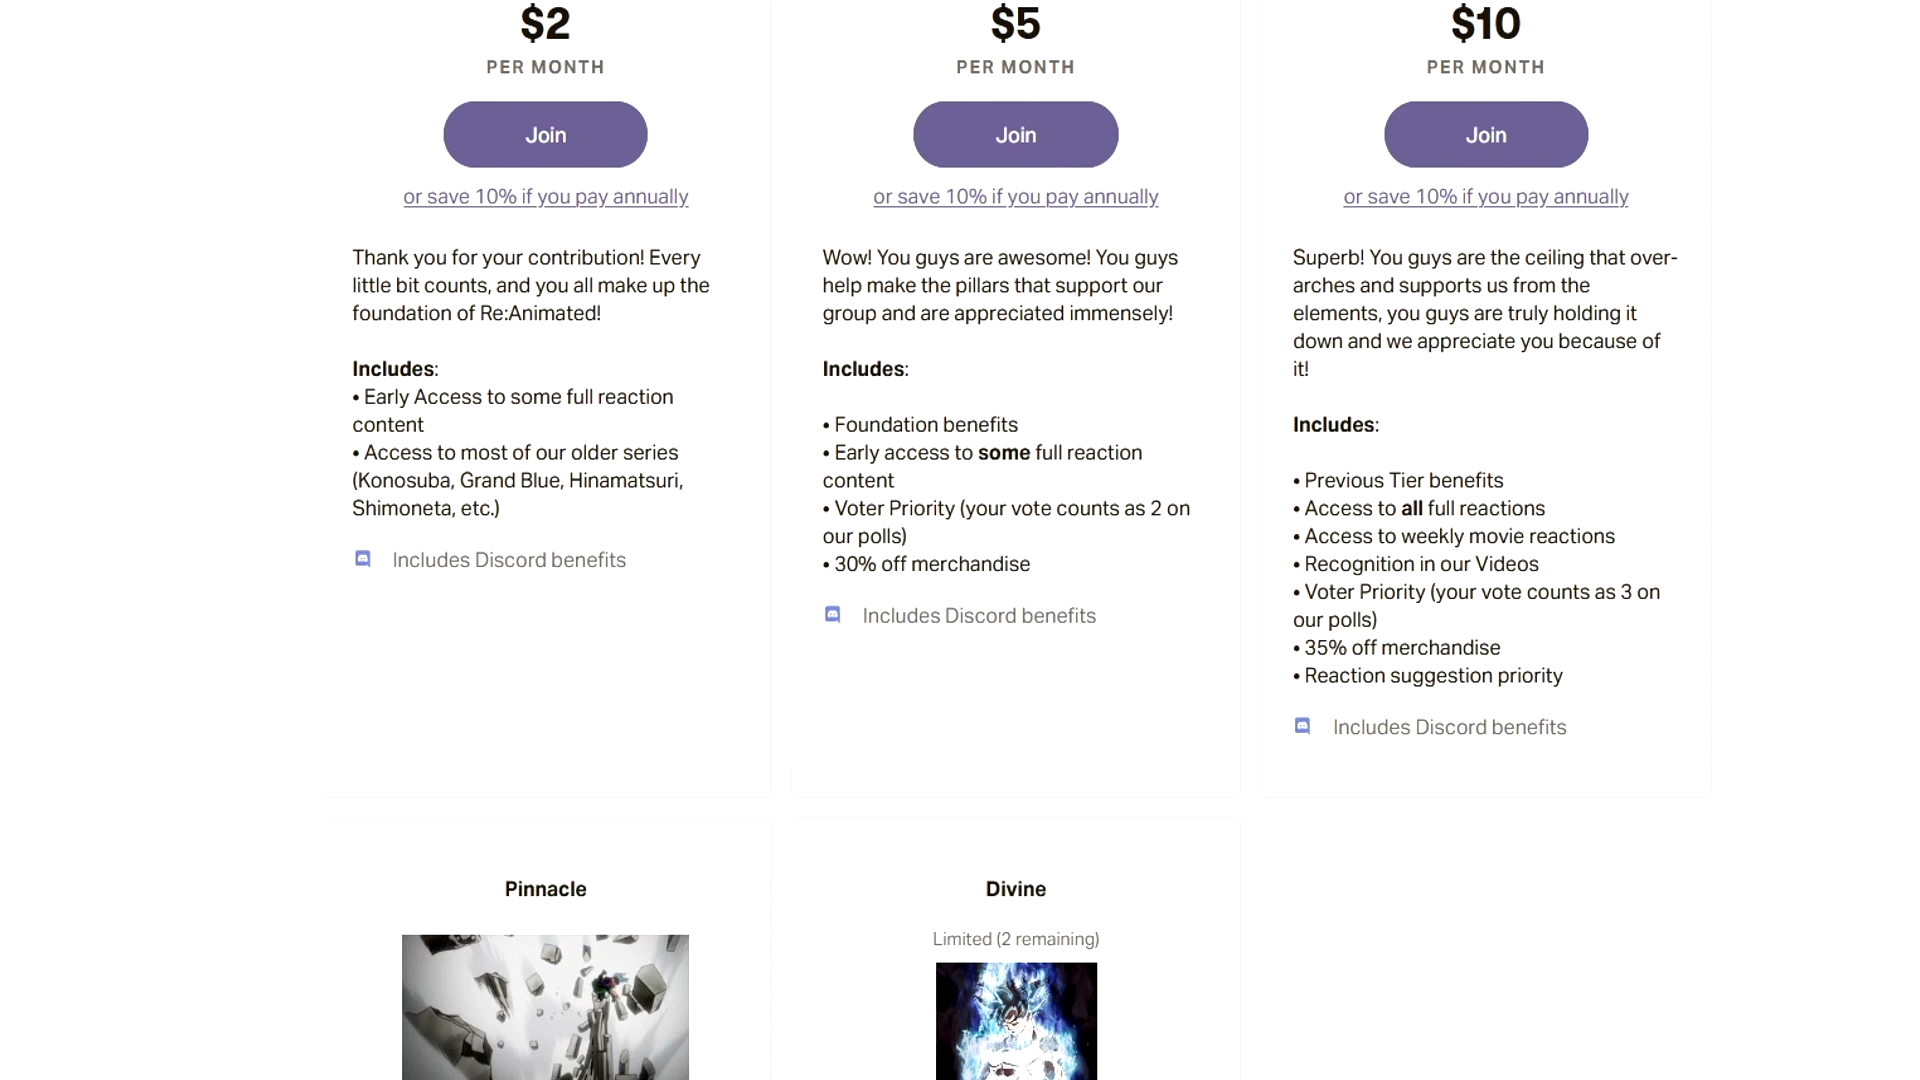 $2
PER MONTH
Join
or save 10% if you pay annually
Thank you for your contribution! Every
little bit counts, and you all make up the
foundation of Re:Animated!
Includes:
• Early Access to some full reaction
content
• Access to most of our older series
(Konosuba, Grand Blue, Hinamatsuri,
Shimoneta, etc.)
Includes Discord benefits
$5
PER MONTH
Join
or save 10% if you pay annually
Wow! You guys are awesome! You guys
help make the pillars that support our
group and are appreciated immensely!
Includes:
• Foundation benefits
• Early access to some full reaction
content
• Voter Priority (your vote counts as 2 on
our polls)
• 30% off merchandise
Includes Discord benefits
$10
PER MONTH
Join
or save 10% if you pay annually
Superb! You guys are the ceiling that over-
arches and supports us from the
elements, you guys are truly holding it
down and we appreciate you because of
it!
Includes:
• Previous Tier benefits
• Access to all full reactions
• Access to weekly movie reactions
• Recognition in our Videos
• Voter Priority (your vote counts as 3 on
our polls)
• 35% off merchandise
• Reaction suggestion priority
Includes Discord benefits
Pinnacle
Divine
Limited (2 remaining)